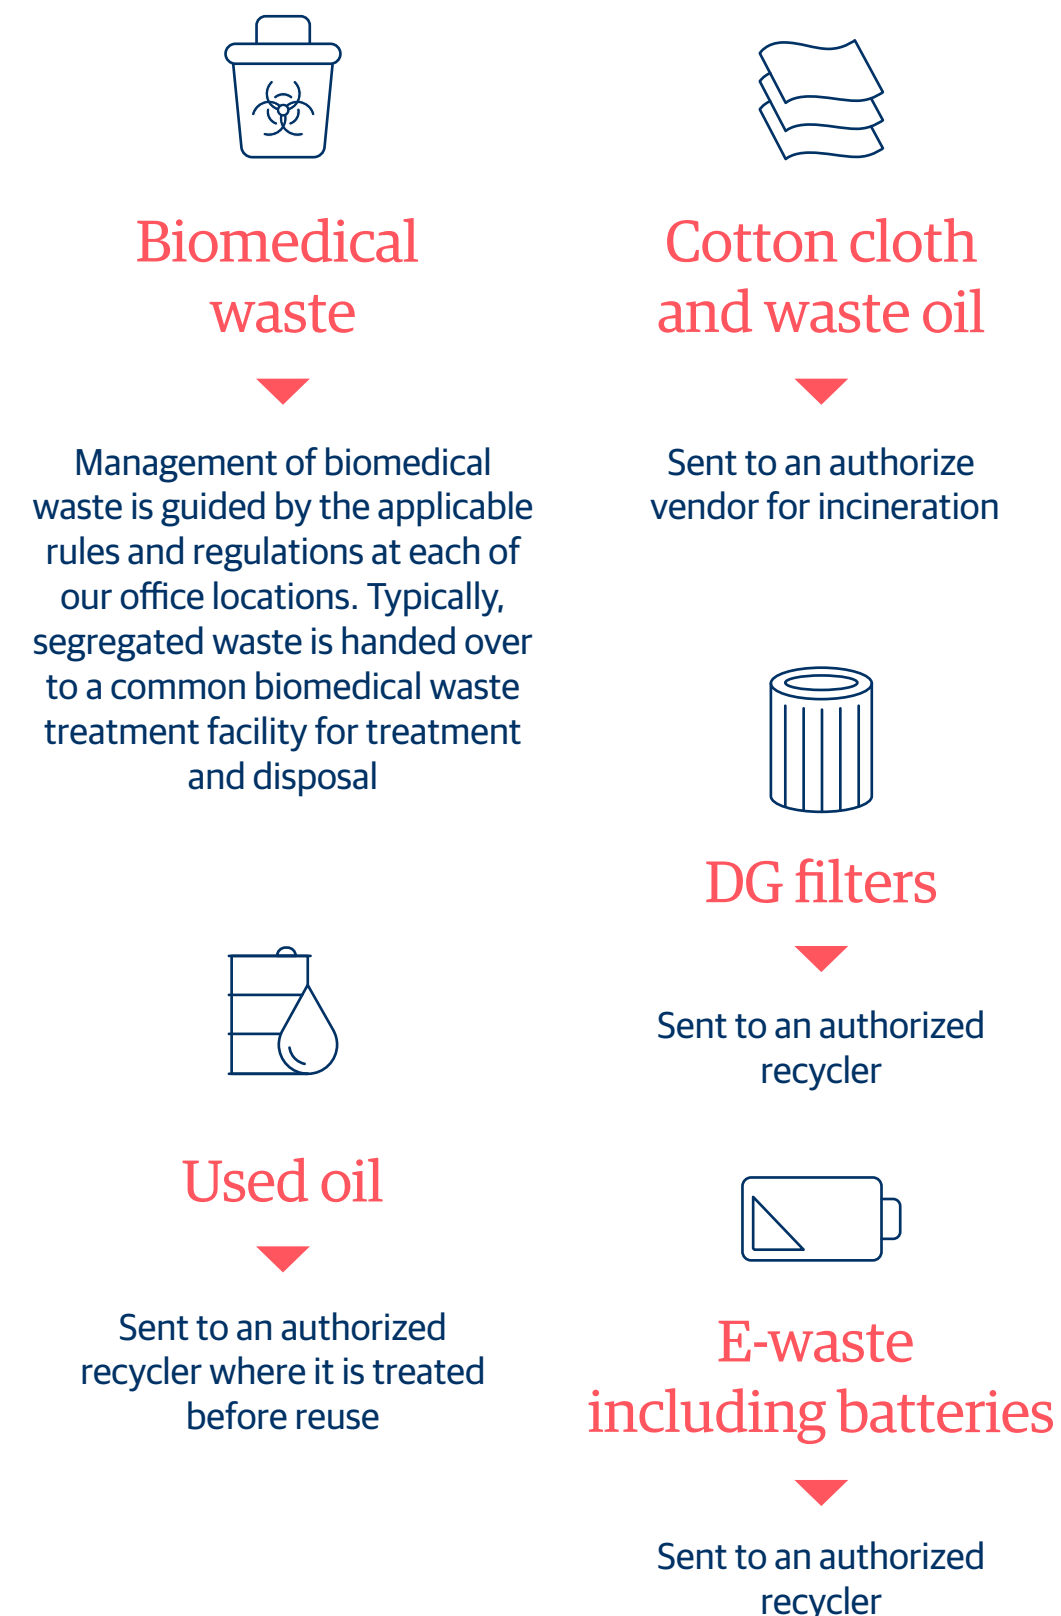 Biomedical
waste
Management of biomedical
waste is guided by the applicable
rules and regulations at each of
our office locations. Typically,
segregated waste is handed over
to a common biomedical waste
treatment facility for treatment
and disposal
Used oil
Sent to an authorized
recycler where it is treated
before reuse
Cotton cloth
and waste oil
Sent to an authorize
vendor for incineration
DG filters
Sent to an authorized
recycler
E-waste
including batteries
Sent to an authorized
recycler